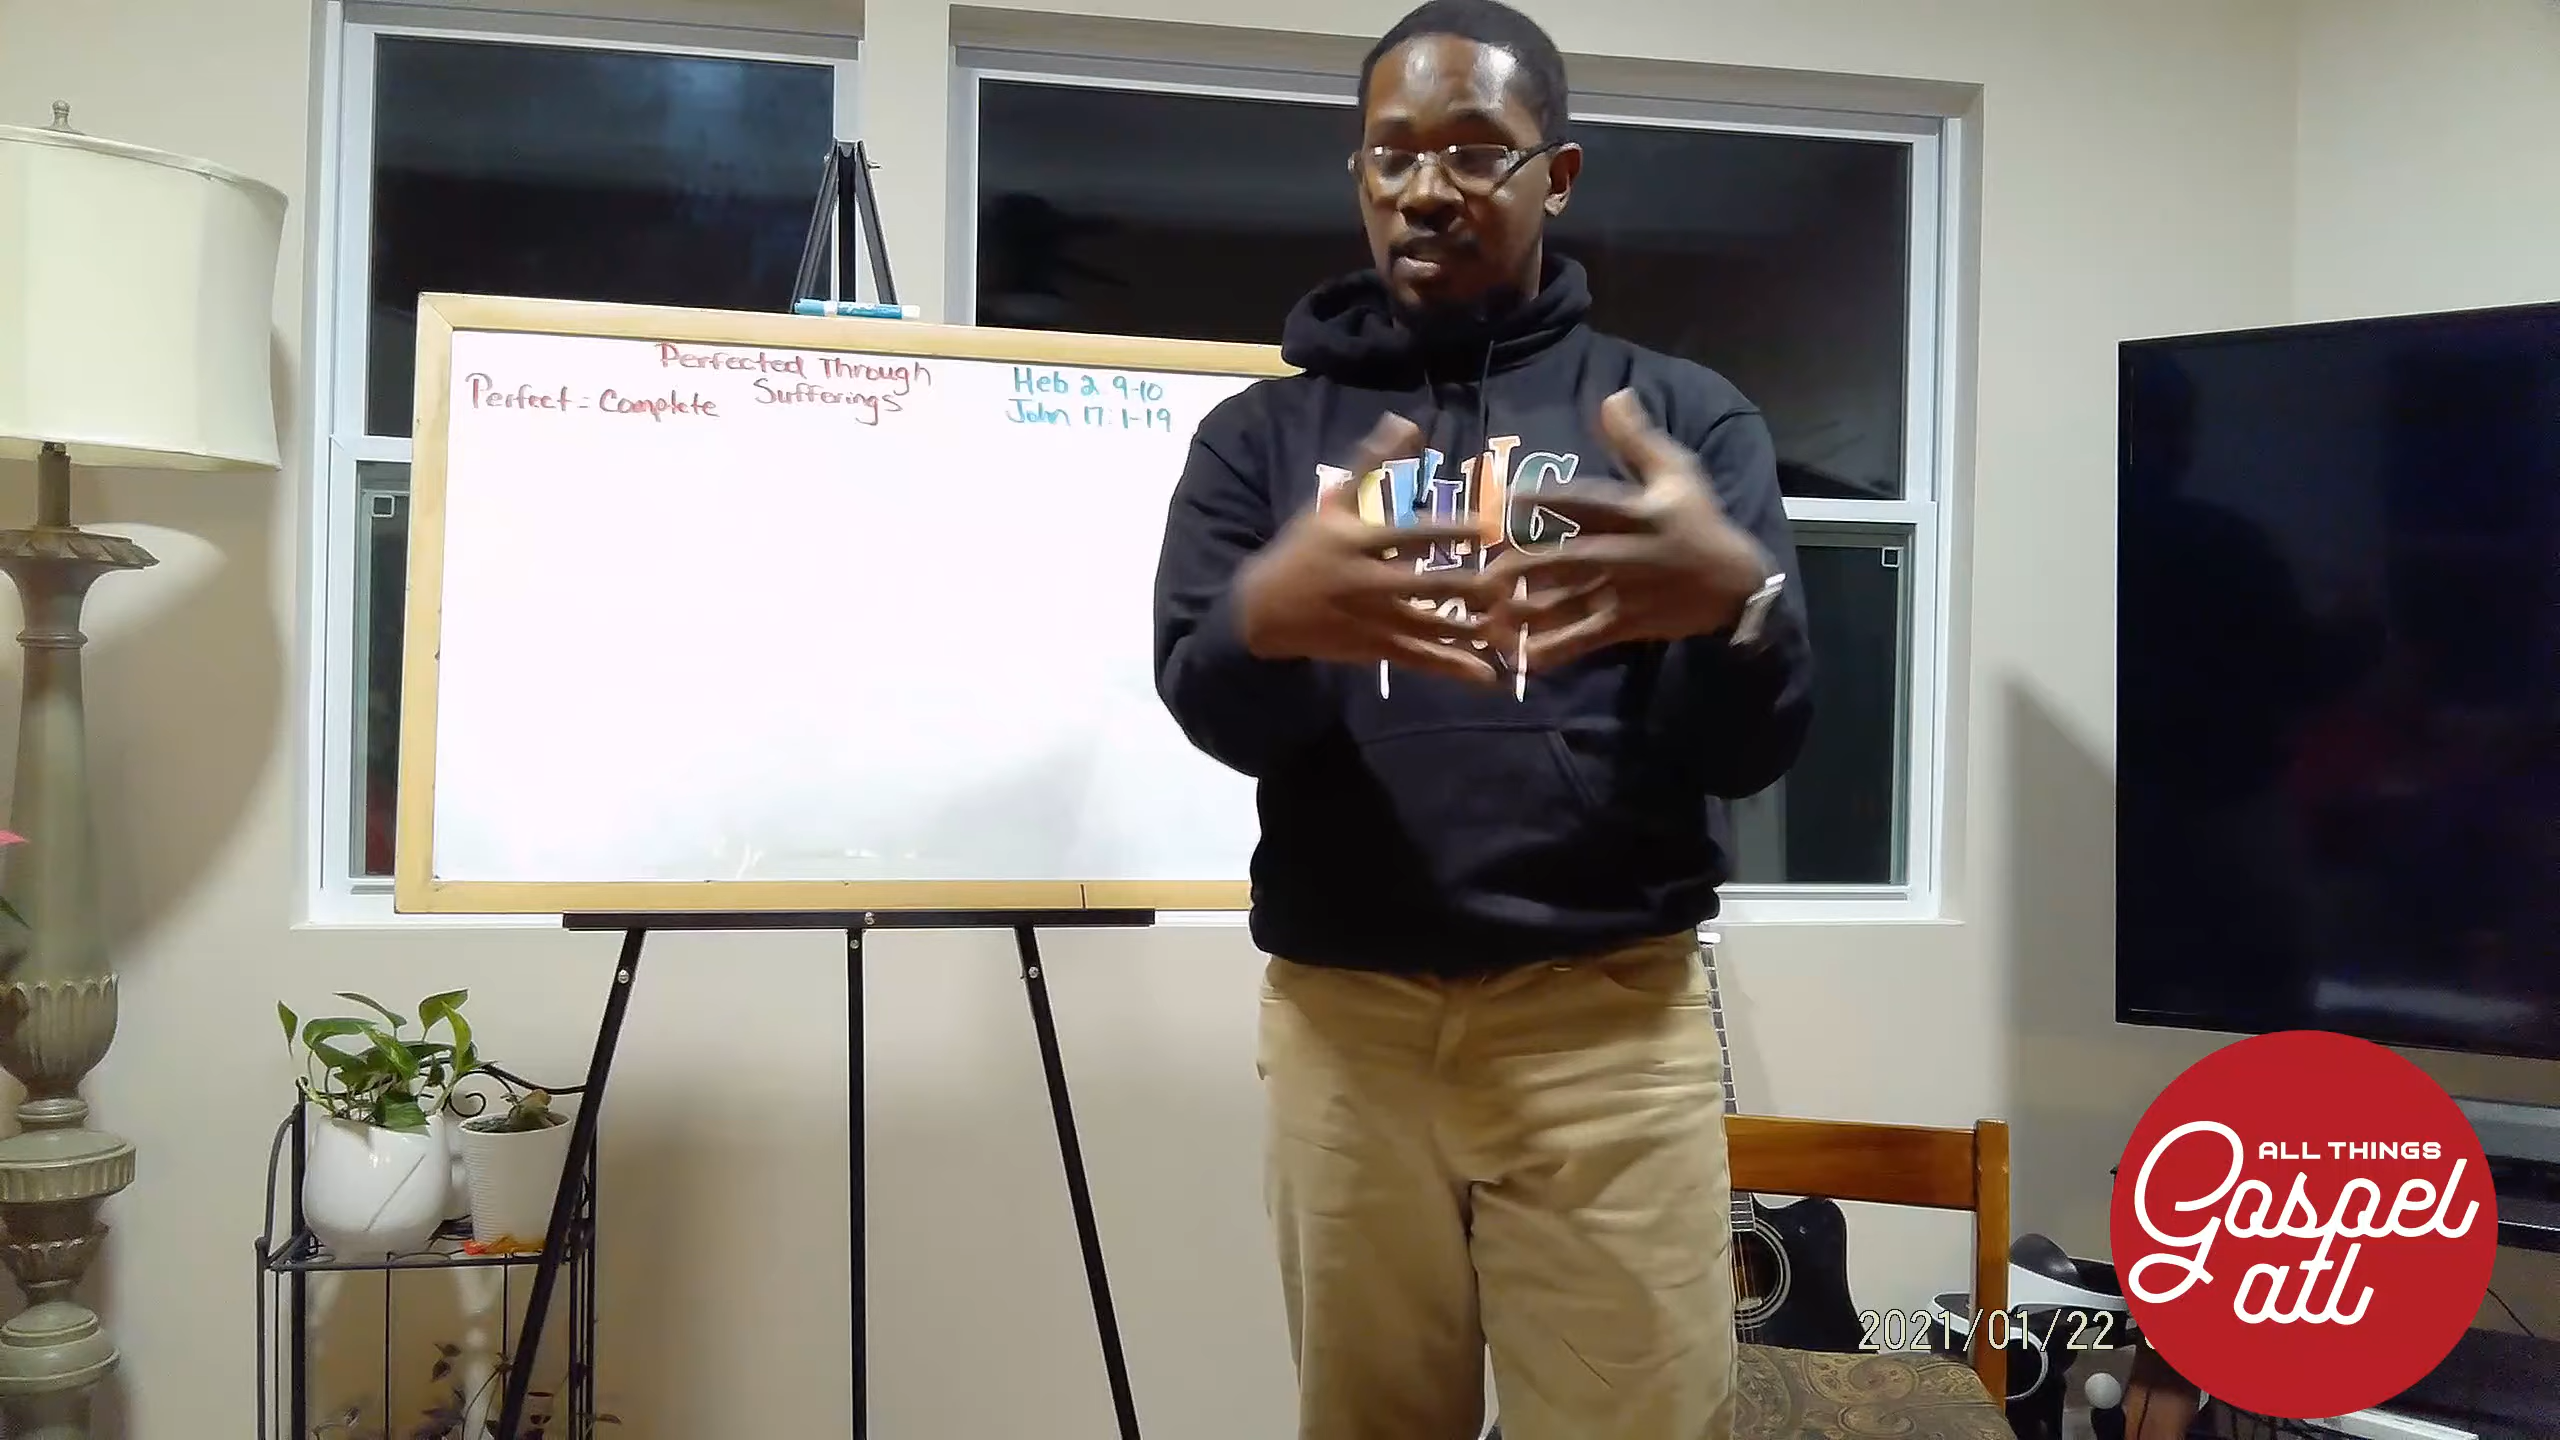 Perfected Through
Sufferings
Perfect = Complete
Heb 2 9-10
John 17:1-19
ALL THINGS
Gospel
atl
2021/01/22